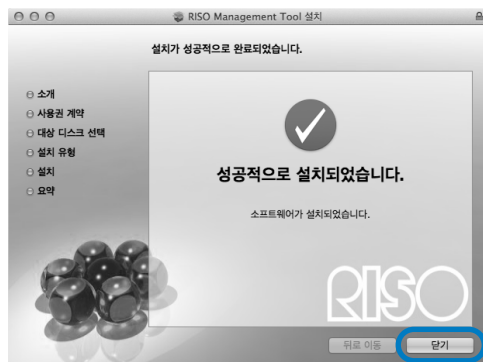 RISO Management Tool 설치
설치가 성공적으로 완료되었습니다.
소개
사용권 계약
대상 디스크 선택
설치 유형
설치
요약
성공적으로 설치되었습니다.
소프트웨어가 설치되었습니다.
RISO
뒤로 이동
닫기